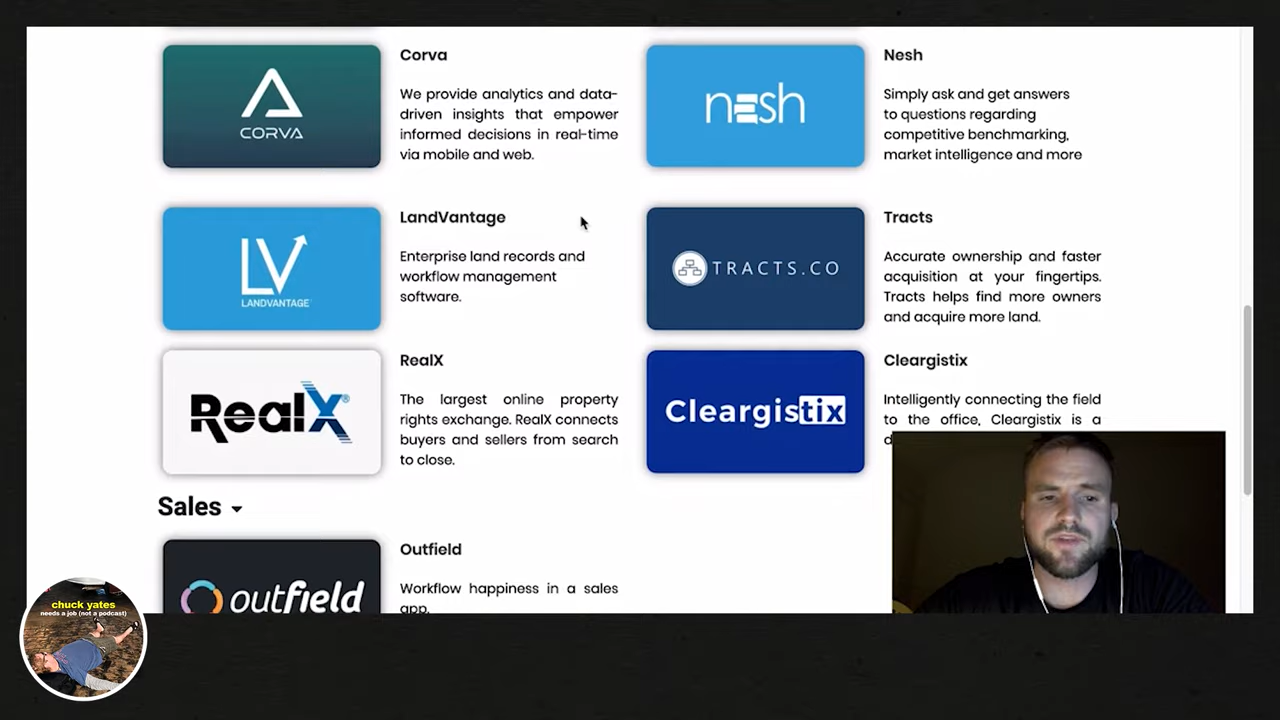 Corva
We provide analytics and data-
driven insights that empower
informed decisions in real-time
via mobile and web.
CORVA
Nesh
Simply ask and get answers
to questions regarding
competitive benchmarking,
market intelligence and more
nesh
LandVantage
Enterprise land records and
workflow management
software.
LV
LANDVANTAGE
Tracts
Accurate ownership and faster
acquisition at your fingertips.
Tracts helps find more owners
and acquire more land.
TRACTS.CO
RealX
The largest online property
rights exchange. RealX connects
buyers and sellers from search
to close.
RealX®
Cleargistix
Intelligently connecting the field
to the office, Cleargistix is a
Cleargistix
Sales
Outfield
Workflow happiness in a sales
app.
outfield
chuck yates
needs a job (not a podcast)